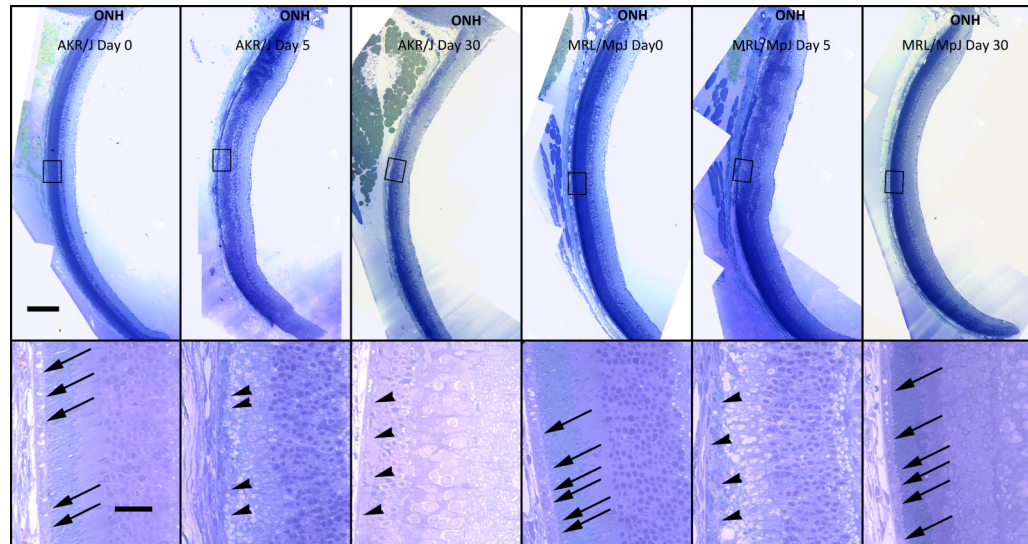 ONH
AKR/J Day 0
ONH
AKR/J Day 5
ONH
AKR/J Day 30
ONH
MRL/MpJ Day0
ONH
MRL/MpJ Day 5
ONH
MRL/MpJ Day 30